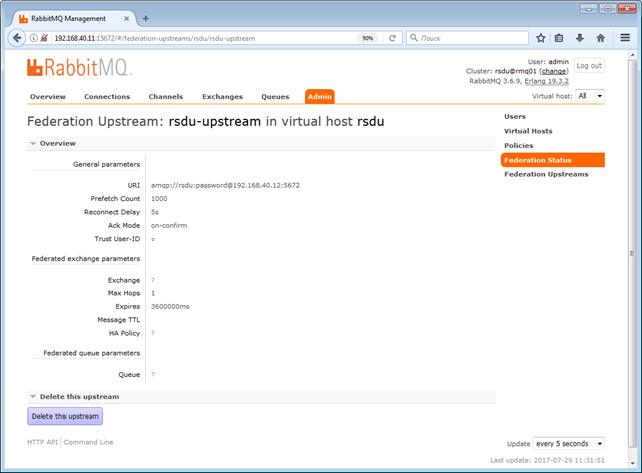 RabbitMQ Management
192.168.40.11:15672/#/federation-upstreams/rsdu/rsdu-upstream
90%
Поиск
RabbitMQ
User: admin
Log out
Cluster: rsdu@rmq01 (change)
RabbitMQ 3.6.9, Erlang 19.3.2
Overview Connections Channels Exchanges Queues Admin
Virtual host: All
Federation Upstream: rsdu-upstream in virtual host rsdu
Users
Virtual Hosts
Policies
Federation Status
Federation Upstreams
Overview
General parameters
URI amqp://rsdu:password@192.168.40.12:5672
Prefetch Count 1000
Reconnect Delay 5s
Ack Mode on-confirm
Trust User-ID ○
Federated exchange parameters
Exchange ?
Max Hops 1
Expires 3600000ms
Message TTL
HA Policy ?
Federated queue parameters
Queue ?
Delete this upstream
Delete this upstream
HTTP API | Command Line
Update every 5 seconds
Last update: 2017-07-29 11:31:51